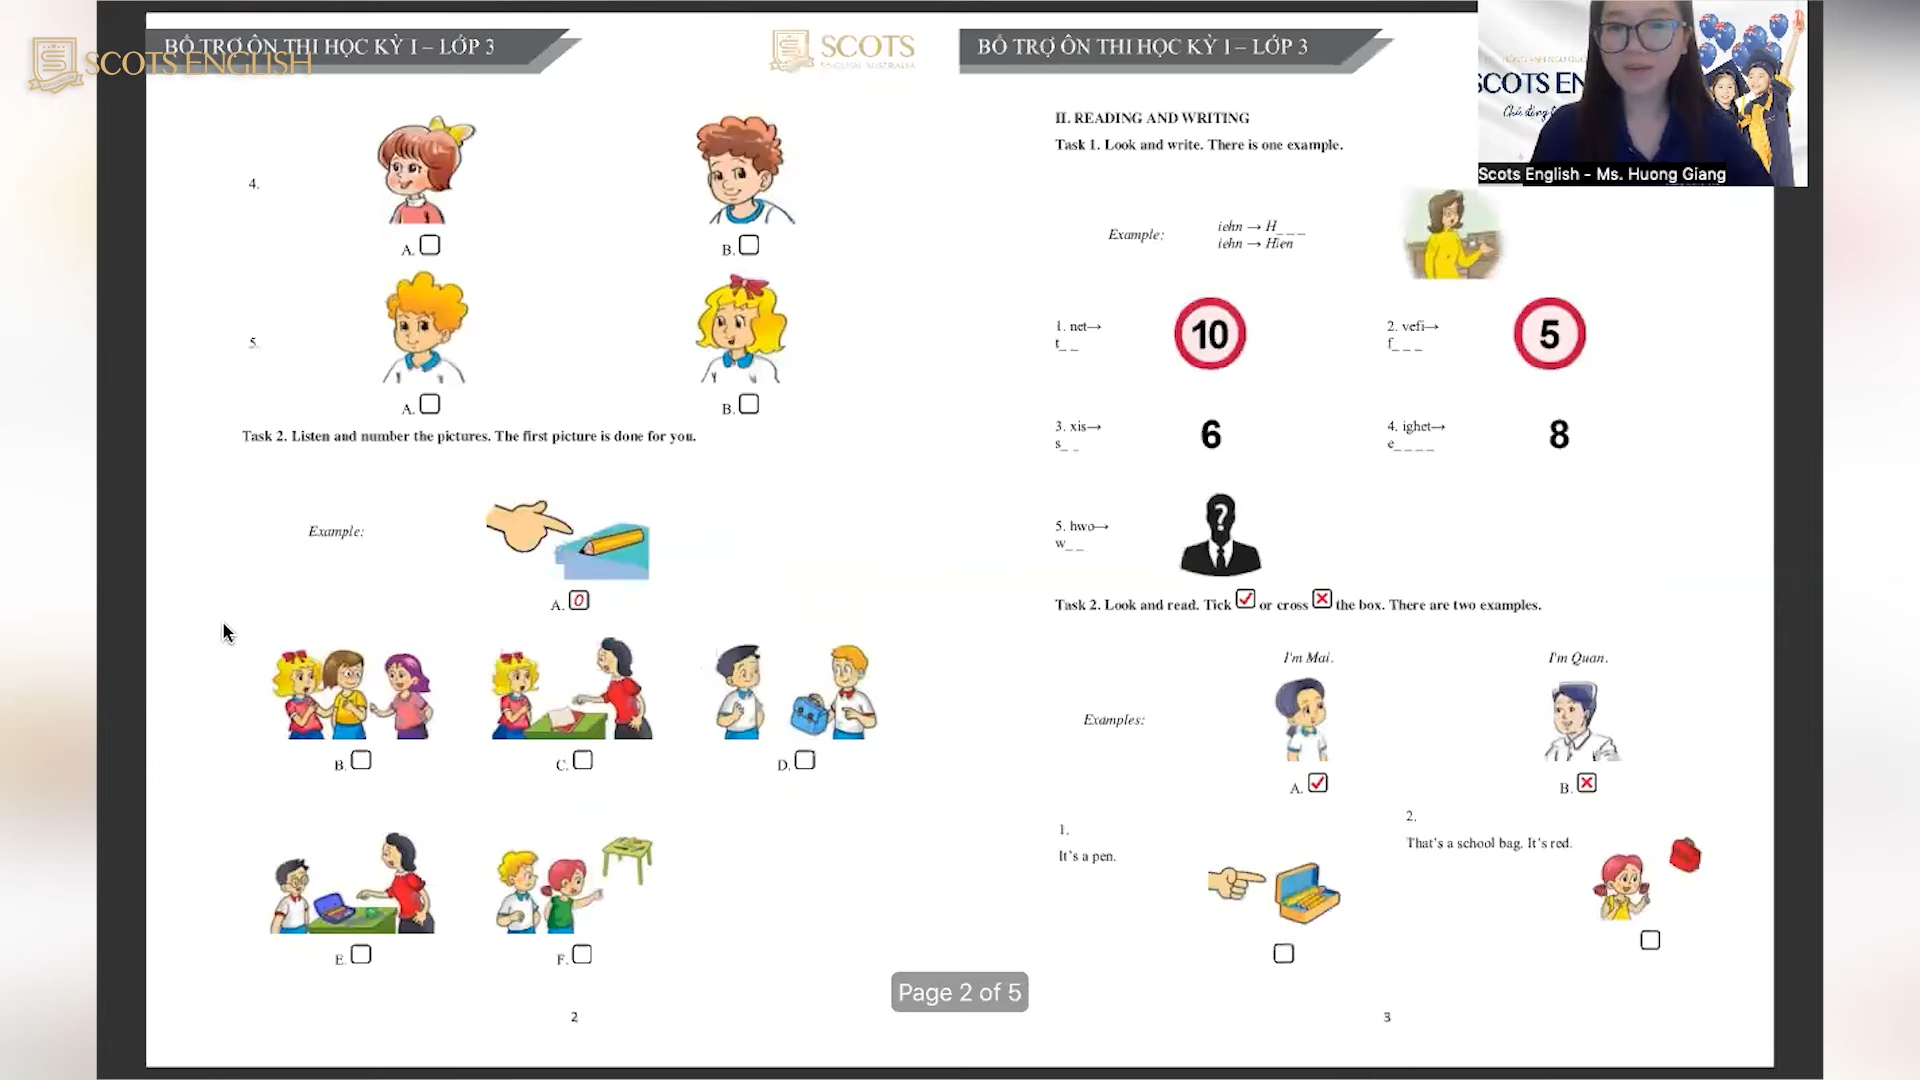 SCOTS ENGLISH
BỔ TRỢ ÔN THI HỌC KỲ I – LỚP 3
SCOTS
ENGLISH AUSTRALIA
4.
A.
B.
5.
A.
B.
Task 2. Listen and number the pictures. The first picture is done for you.
Example:
A. 0
B.
C.
D.
E.
F.
2
BỔ TRỢ ÔN THI HỌC KỲ I – LỚP 3
II. READING AND WRITING
Task 1. Look and write. There is one example.
Example:
iehn → H_ _ _
iehn → Hien
1. net→
t_ _
10
2. vefi→
f_ _ _
5
3. xis→
s_ _
6
4. ighet→
e_ _ _ _
8
5. hwo→
w_ _
?
Task 2. Look and read. Tick ✓ or cross ✗ the box. There are two examples.
I'm Mai.
I'm Quan.
Examples:
A. ✓
B. ✗
1.
It's a pen.
2.
That's a school bag. It's red.
3
Page 2 of 5
SCOTS EN
Scots English - Ms. Huong Giang